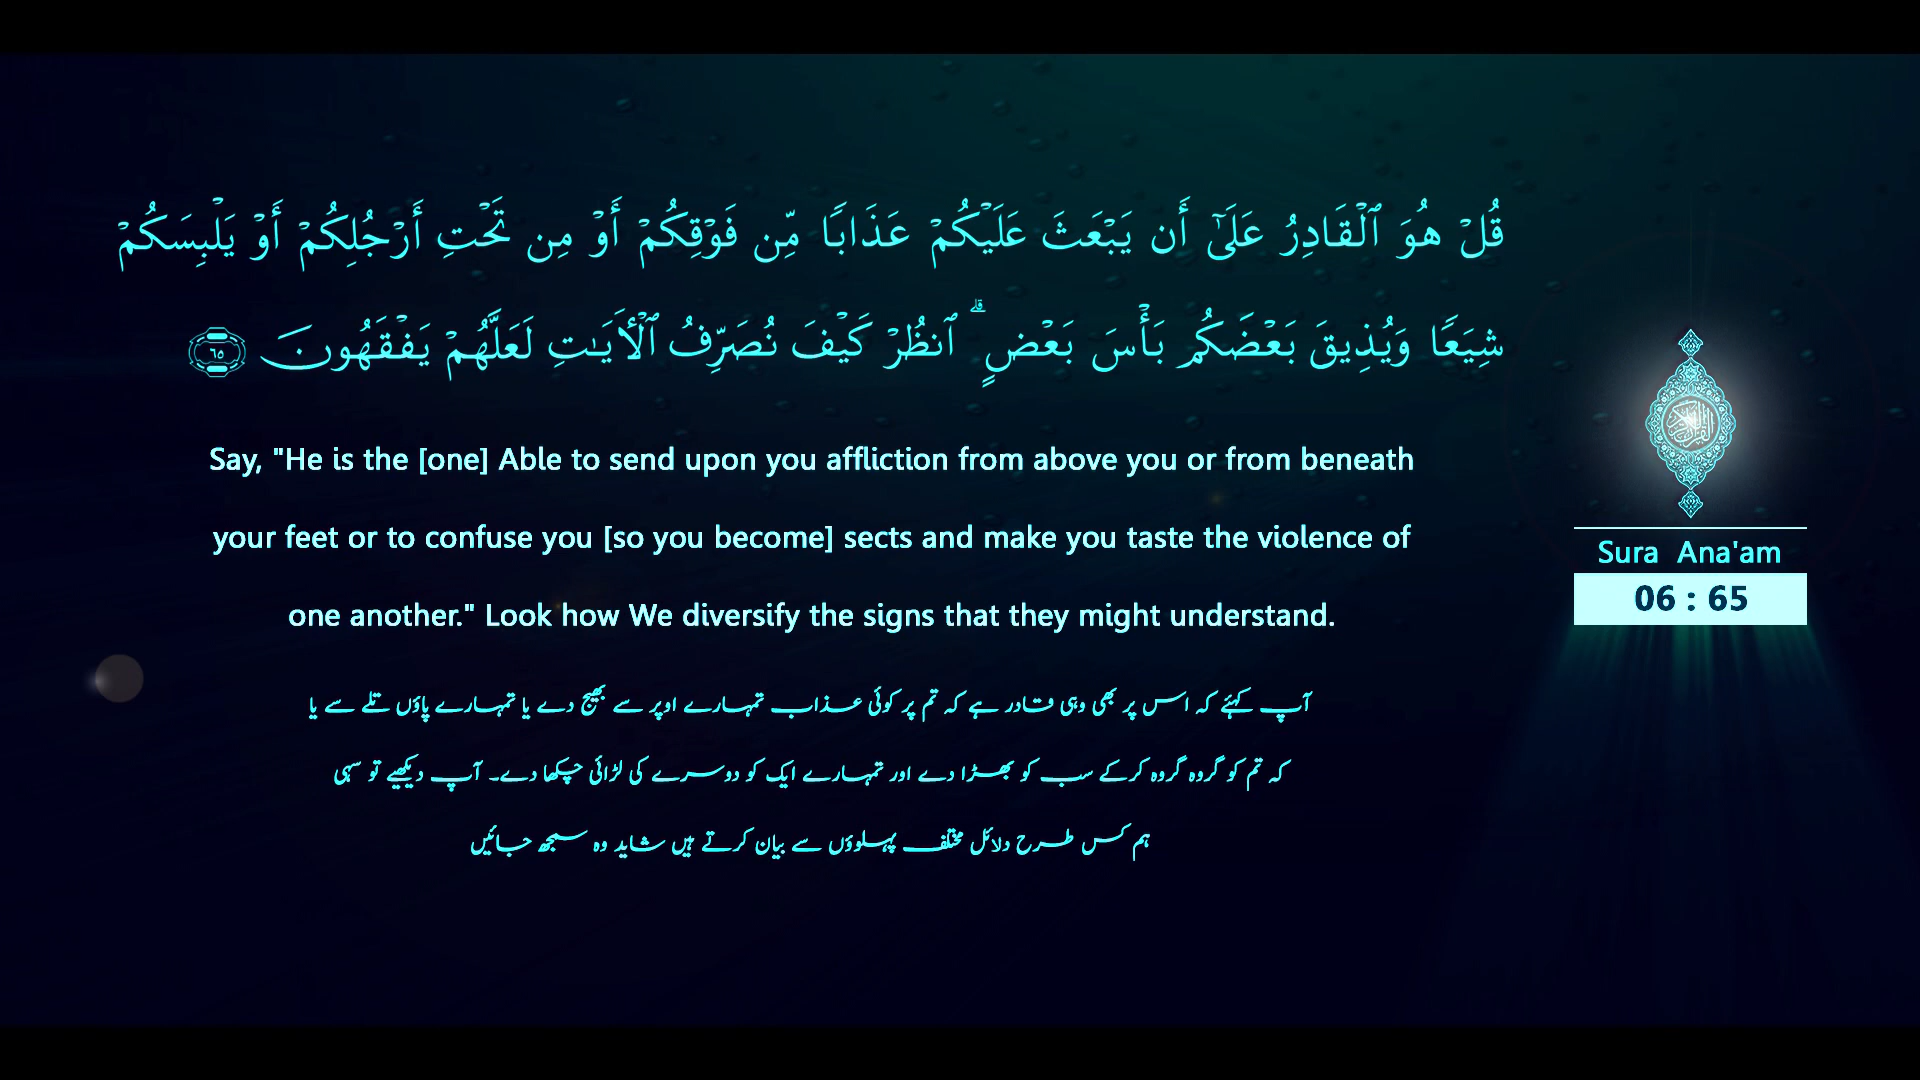 قُلْ هُوَ ٱلْقَادِرُ عَلَىٰٓ أَن يَبْعَثَ عَلَيْكُمْ عَذَابًا مِّن فَوْقِكُمْ أَوْ مِن تَحْتِ أَرْجُلِكُمْ أَوْ يَلْبِسَكُمْ
شِيَعًا وَيُذِيقَ بَعْضَكُم بَأْسَ بَعْضٍ ۗ ٱنظُرْ كَيْفَ نُصَرِّفُ ٱلْـَٔايَـٰتِ لَعَلَّهُمْ يَفْقَهُونَ ٦٥
Say, "He is the [one] Able to send upon you affliction from above you or from beneath
your feet or to confuse you [so you become] sects and make you taste the violence of
one another." Look how We diversify the signs that they might understand.
آپ کہئے کہ اس پر بھی وہی قادر ہے کہ تم پر کوئی عذاب تمہارے اوپر سے بھیج دے یا تمہارے پاؤں تلے سے یا
کہ تم کو گروہ گروہ کرکے سب کو بھڑا دے اور تمہارے ایک کو دوسرے کی لڑائی چکھا دے۔ آپ دیکھیے تو سہی
ہم کس طرح دلائل مختلف پہلوؤں سے بیان کرتے ہیں شاید وہ سمجھ جائیں
القرآن الكريم
Sura Ana'am
06 : 65